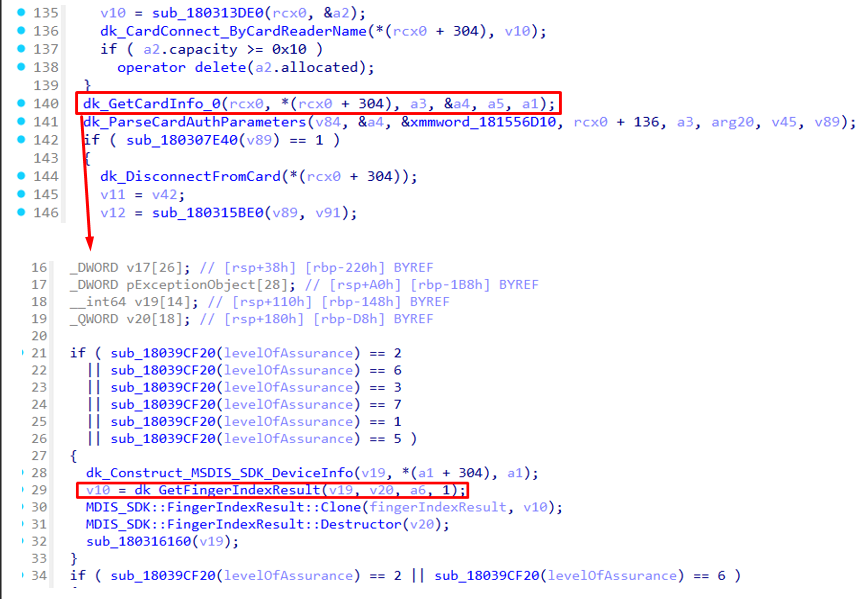 135 v10 = sub_180313DE0(rcx0, &a2);
136 dk_CardConnect_ByCardReaderName(*(rcx0 + 304), v10);
137 if ( a2.capacity >= 0x10 )
138 operator delete(a2.allocated);
139 }
140 dk_GetCardInfo_0(rcx0, *(rcx0 + 304), a3, &a4, a5, a1);
141 dk_ParseCardAuthParameters(v84, &a4, &xmmword_181556D10, rcx0 + 136, a3, arg20, v45, v89);
142 if ( sub_180307E40(v89) == 1 )
143 {
144 dk_DisconnectFromCard(*(rcx0 + 304));
145 v11 = v42;
146 v12 = sub_180315BE0(v89, v91);
16 _DWORD v17[26]; // [rsp+38h] [rbp-220h] BYREF
17 _DWORD pExceptionObject[28]; // [rsp+A0h] [rbp-1B8h] BYREF
18 __int64 v19[14]; // [rsp+110h] [rbp-148h] BYREF
19 _QWORD v20[18]; // [rsp+180h] [rbp-D8h] BYREF
20
21 if ( sub_18039CF20(levelOfAssurance) == 2
22 || sub_18039CF20(levelOfAssurance) == 6
23 || sub_18039CF20(levelOfAssurance) == 3
24 || sub_18039CF20(levelOfAssurance) == 7
25 || sub_18039CF20(levelOfAssurance) == 1
26 || sub_18039CF20(levelOfAssurance) == 5 )
27 {
28 dk_Construct_MSDIS_SDK_DeviceInfo(v19, *(a1 + 304), a1);
29 v10 = dk_GetFingerIndexResult(v19, v20, a6, 1);
30 MDIS_SDK::FingerIndexResult::Clone(fingerIndexResult, v10);
31 MDIS_SDK::FingerIndexResult::Destructor(v20);
32 sub_180316160(v19);
33 }
34 if ( sub_18039CF20(levelOfAssurance) == 2 || sub_18039CF20(levelOfAssurance) == 6 )